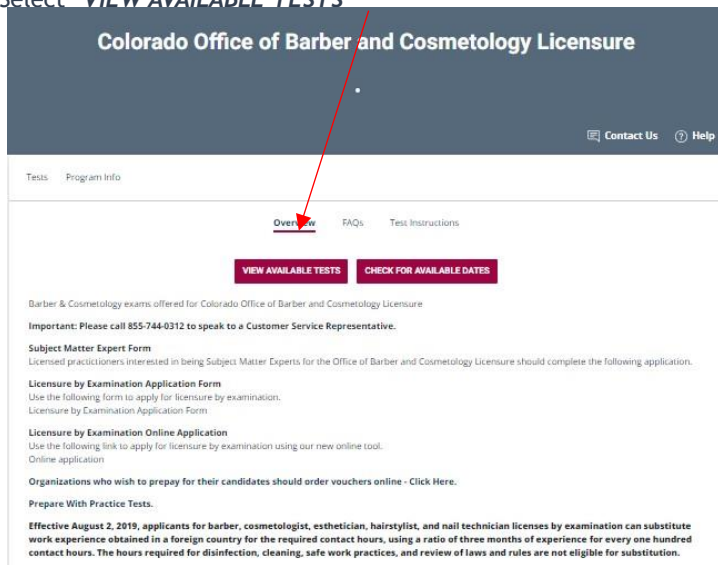 select "VIEW AVAILABLE TESTS"
Colorado Office of Barber and Cosmetology Licensure
Contact Us Help
Tests Program Info
Overview FAQs Test Instructions
VIEW AVAILABLE TESTS CHECK FOR AVAILABLE DATES
Barber & Cosmetology exams offered for Colorado Office of Barber and Cosmetology Licensure
Important: Please call 855-744-0312 to speak to a Customer Service Representative.
Subject Matter Expert Form
Licensed practictioners interested in being Subject Matter Experts for the Office of Barber and Cosmetology Licensure should complete the following application.
Licensure by Examination Application Form
Use the following form to apply for licensure by examination.
Licensure by Examination Application Form
Licensure by Examination Online Application
Use the following link to apply for licensure by examination using our new online tool.
Online application
Organizations who wish to prepay for their candidates should order vouchers online - Click Here.
Prepare With Practice Tests.
Effective August 2, 2019, applicants for barber, cosmetologist, esthetician, hairstylist, and nail technician licenses by examination can substitute
work experience obtained in a foreign country for the required contact hours, using a ratio of three months of experience for every one hundred
contact hours. The hours required for disinfection, cleaning, safe work practices, and review of laws and rules are not eligible for substitution.